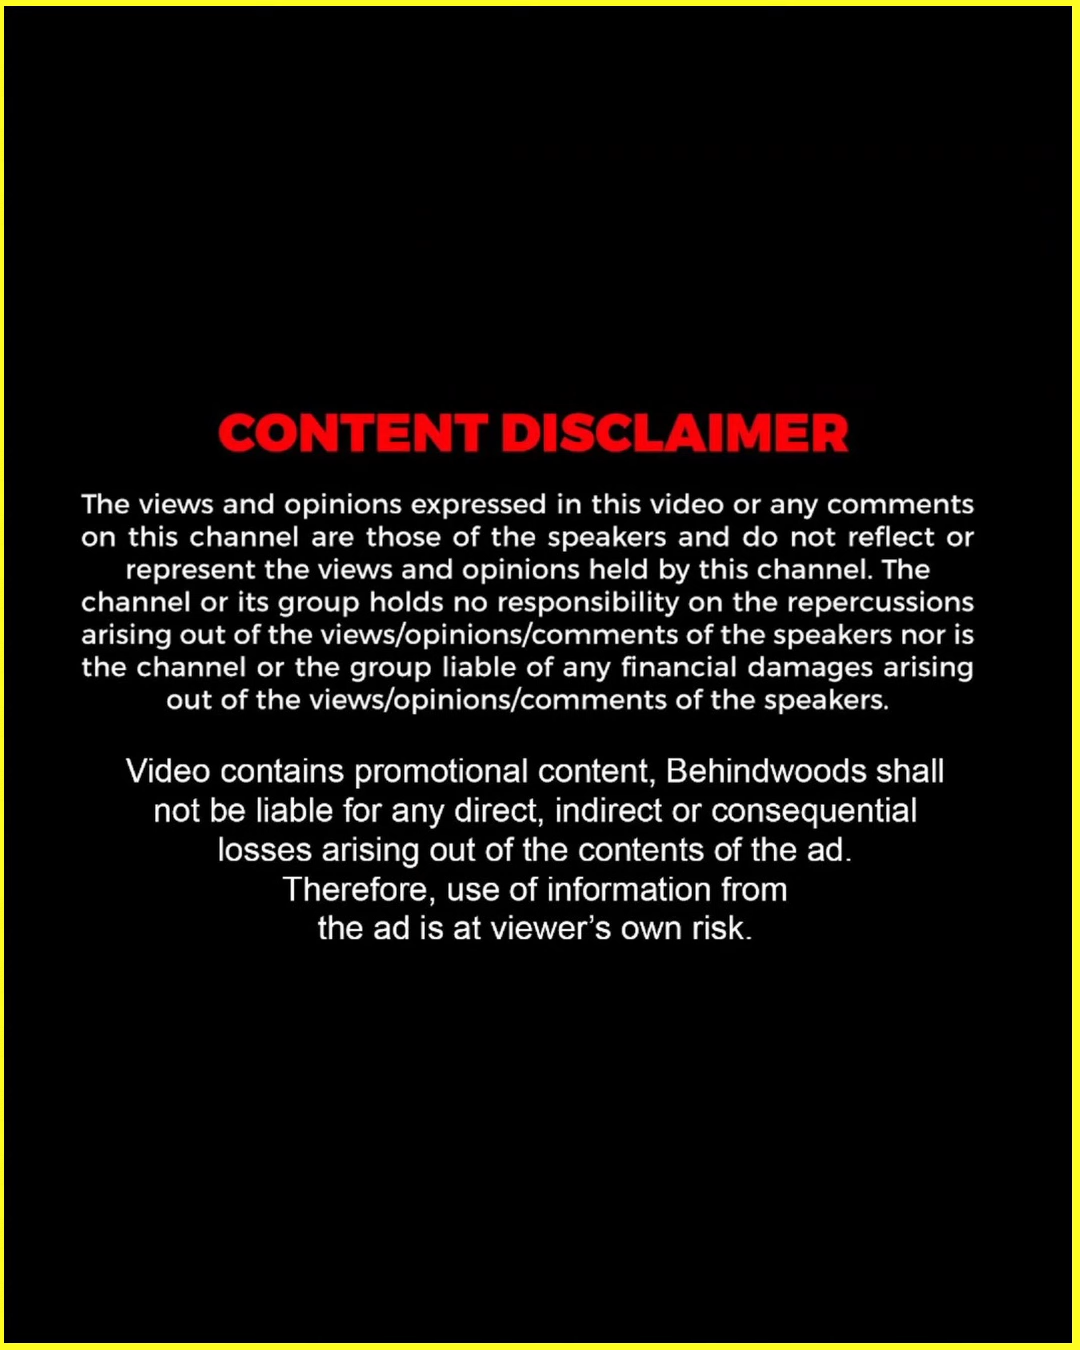 CONTENT DISCLAIMER
The views and opinions expressed in this video or any comments
on this channel are those of the speakers and do not reflect or
represent the views and opinions held by this channel. The
channel or its group holds no responsibility on the repercussions
arising out of the views/opinions/comments of the speakers nor is
the channel or the group liable of any financial damages arising
out of the views/opinions/comments of the speakers.
Video contains promotional content, Behindwoods shall
not be liable for any direct, indirect or consequential
losses arising out of the contents of the ad.
Therefore, use of information from
the ad is at viewer’s own risk.